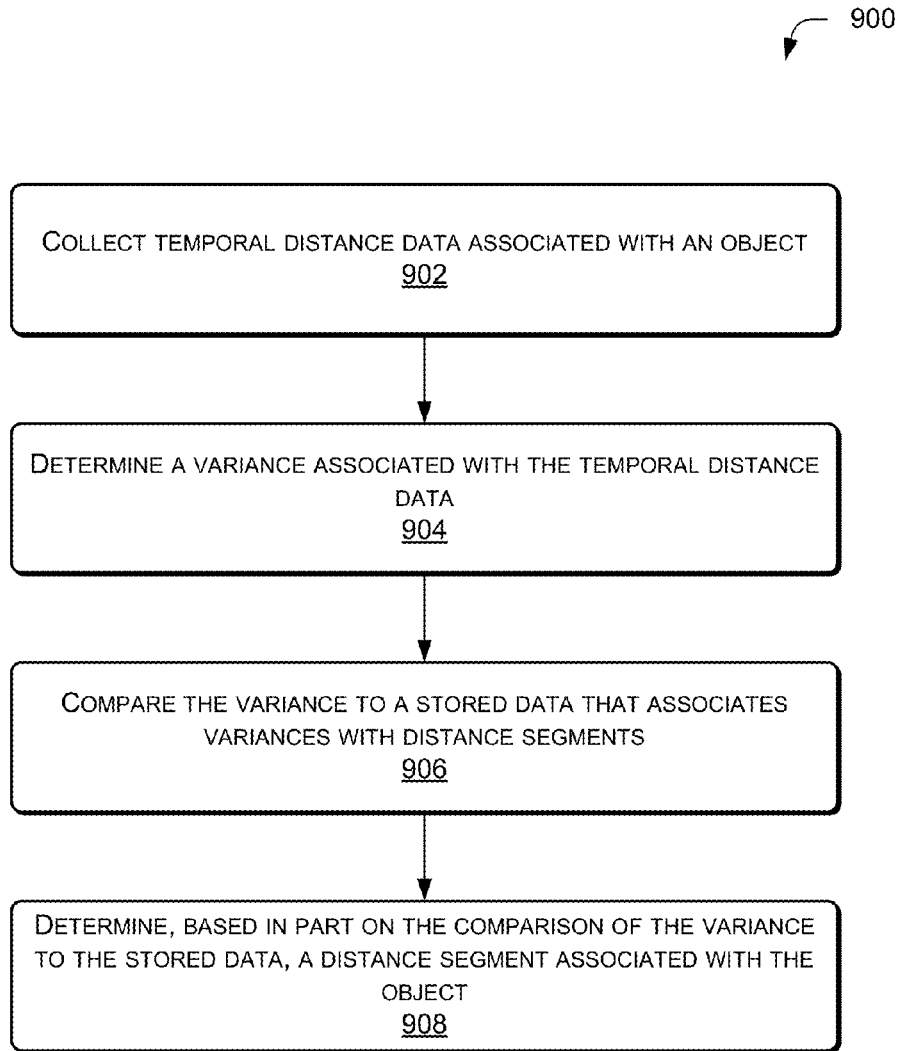 900
COLLECT TEMPORAL DISTANCE DATA ASSOCIATED WITH AN OBJECT
902
DETERMINE A VARIANCE ASSOCIATED WITH THE TEMPORAL DISTANCE
DATA
904
COMPARE THE VARIANCE TO A STORED DATA THAT ASSOCIATES
VARIANCES WITH DISTANCE SEGMENTS
906
DETERMINE, BASED IN PART ON THE COMPARISON OF THE VARIANCE
TO THE STORED DATA, A DISTANCE SEGMENT ASSOCIATED WITH THE
OBJECT
908